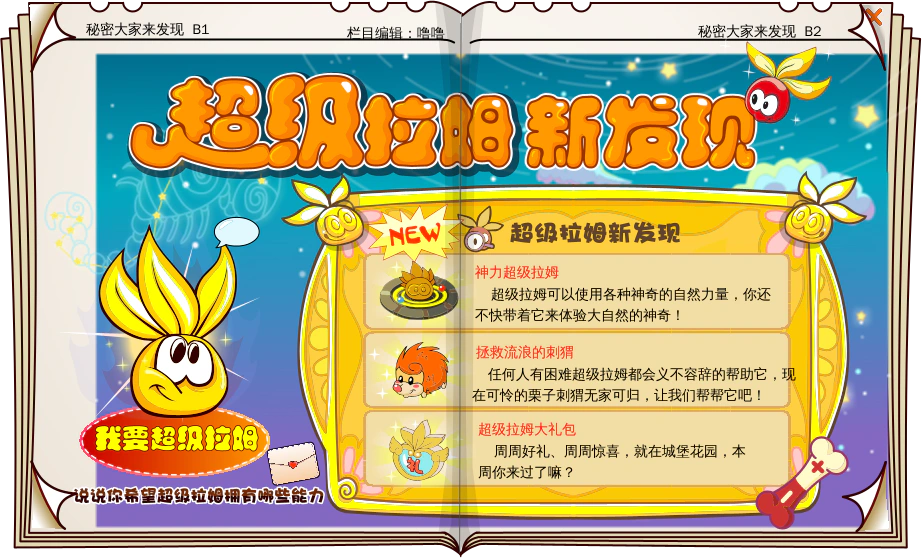 秘密大家来发现 B1
栏目编辑：噜噜
秘密大家来发现 B2
超级拉姆新发现
NEW
超级拉姆新发现
神力超级拉姆
超级拉姆可以使用各种神奇的自然力量，你还
不快带着它来体验大自然的神奇！
拯救流浪的刺猬
任何人有困难超级拉姆都会义不容辞的帮助它，现
在可怜的栗子刺猬无家可归，让我们帮帮它吧！
超级拉姆大礼包
周周好礼、周周惊喜，就在城堡花园，本
周你来过了嘛？
礼
我要超级拉姆
说说你希望超级拉姆拥有哪些能力